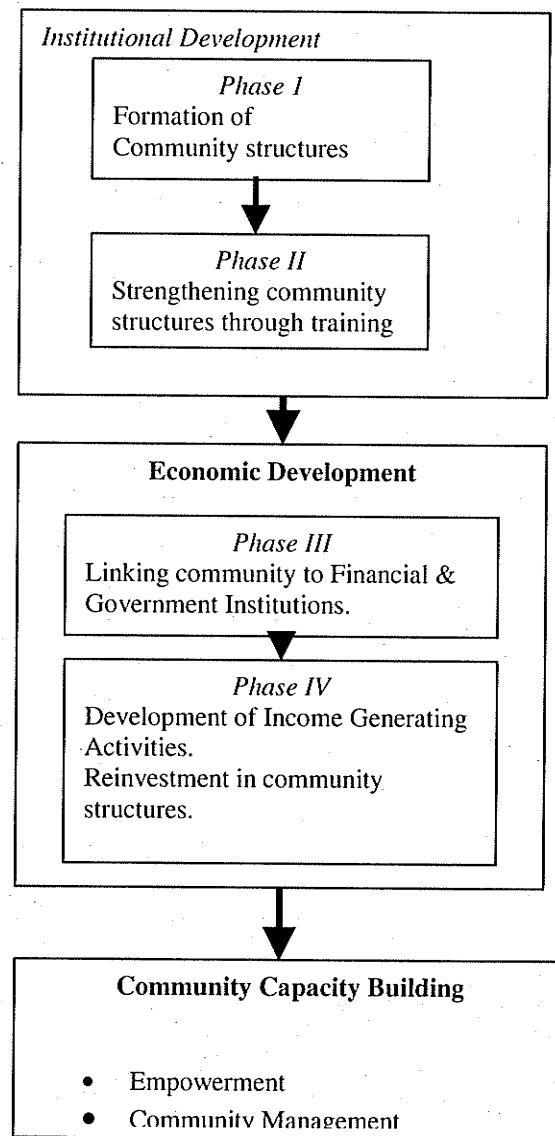 Institutional Development
Phase I
Formation of
Community structures
Phase II
Strengthening community
structures through training
Economic Development
Phase III
Linking community to Financial &
Government Institutions.
Phase IV
Development of Income Generating
Activities.
Reinvestment in community
structures.
Community Capacity Building
• Empowerment
• Community Management